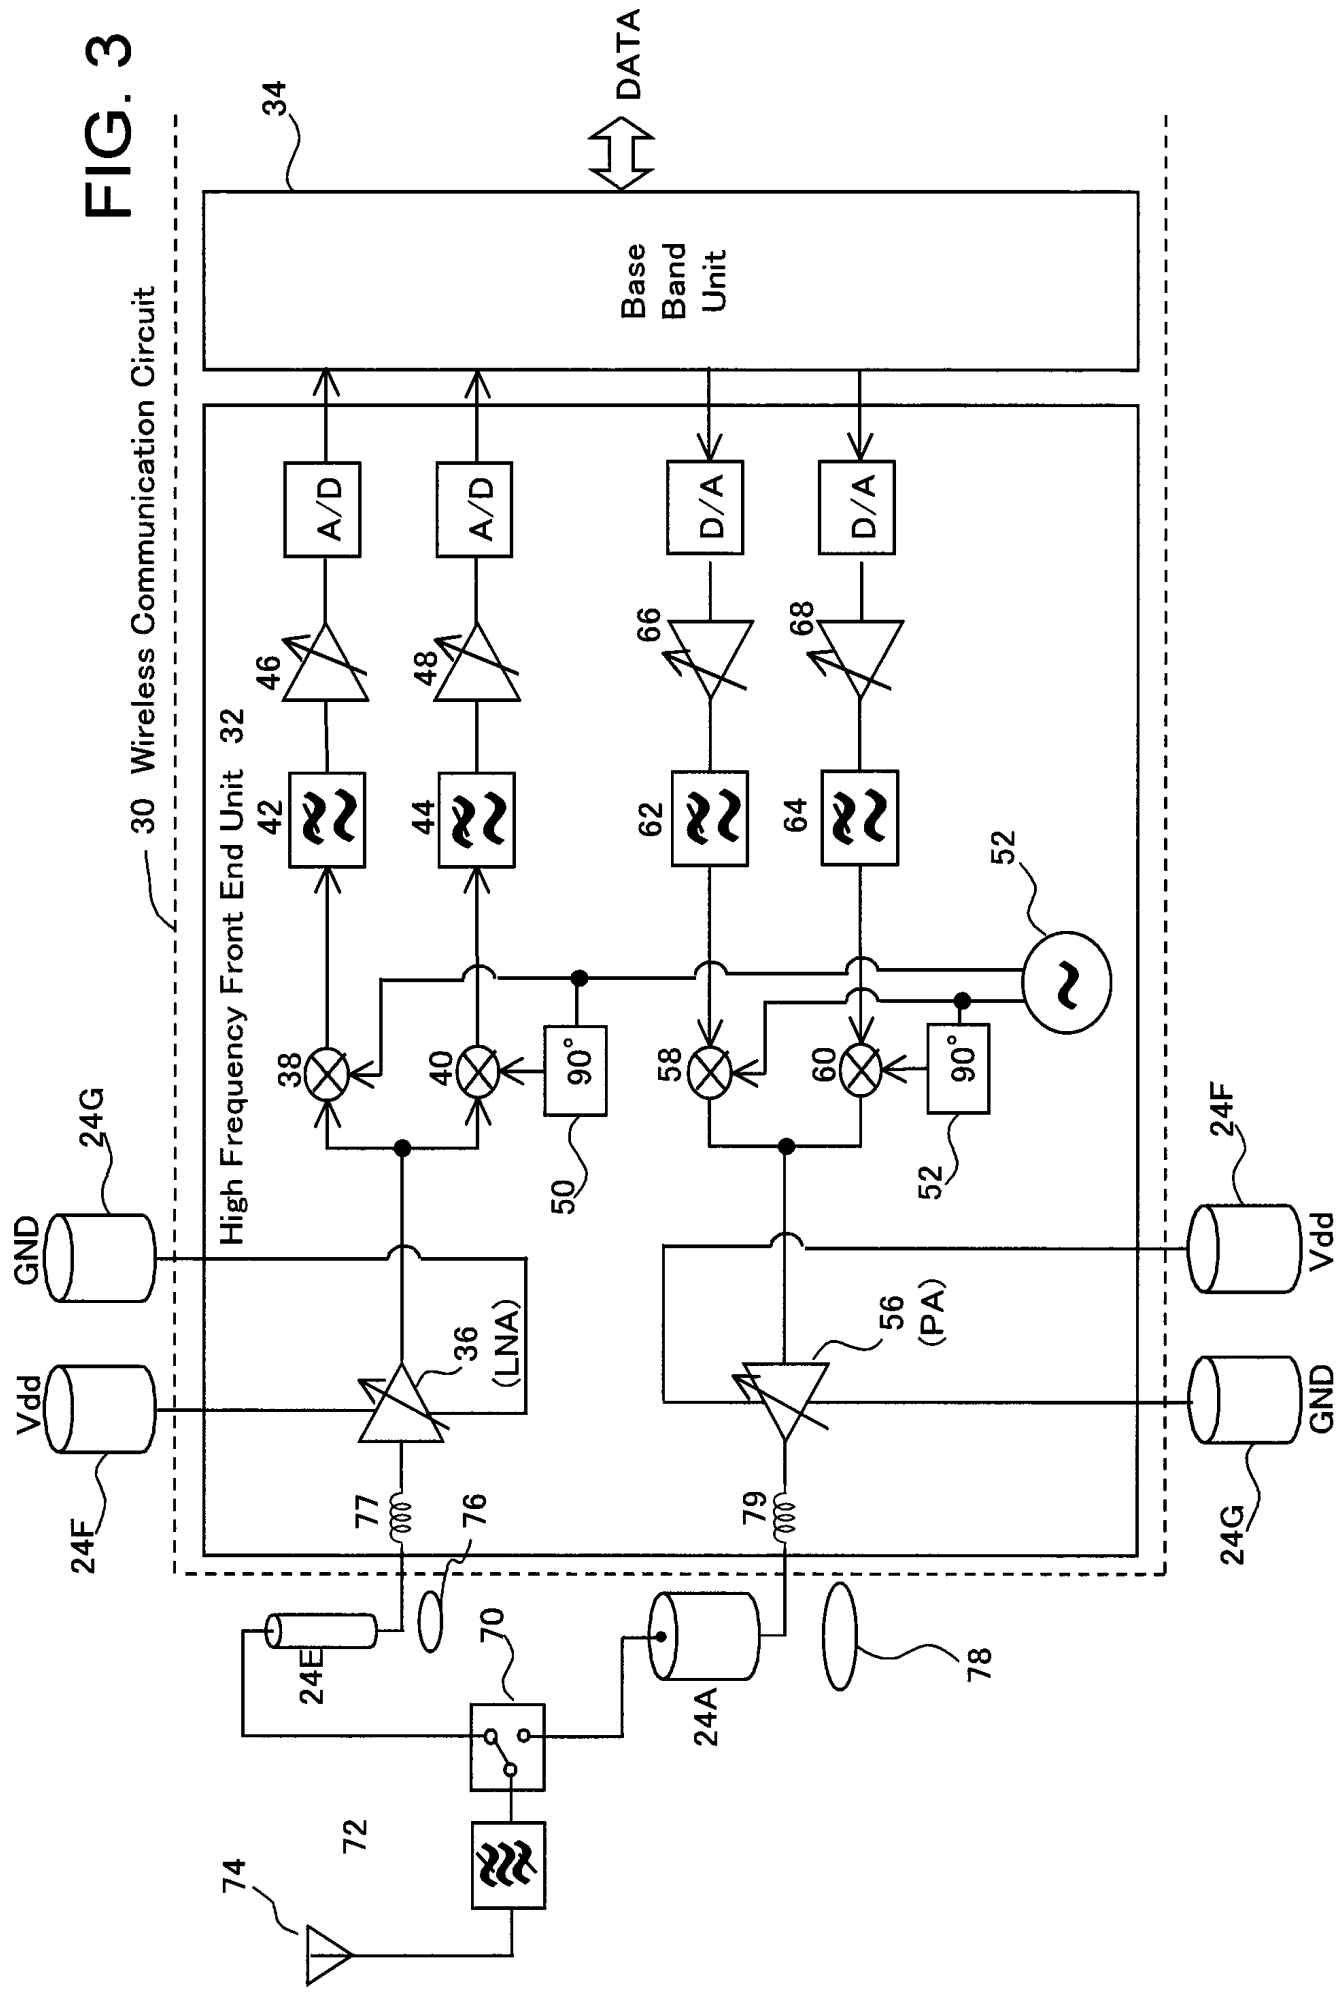 FIG. 3
30 Wireless Communication Circuit
34
DATA
Base
Band
Unit
High Frequency Front End Unit 32
GND
24G
Vdd
24F
74
72
70
24E
76
77
36
(LNA)
38
40
42
44
46
48
A/D
A/D
50
90°
24A
78
79
56
(PA)
58
60
62
64
66
68
D/A
D/A
52
90°
52
24F
Vdd
24G
GND